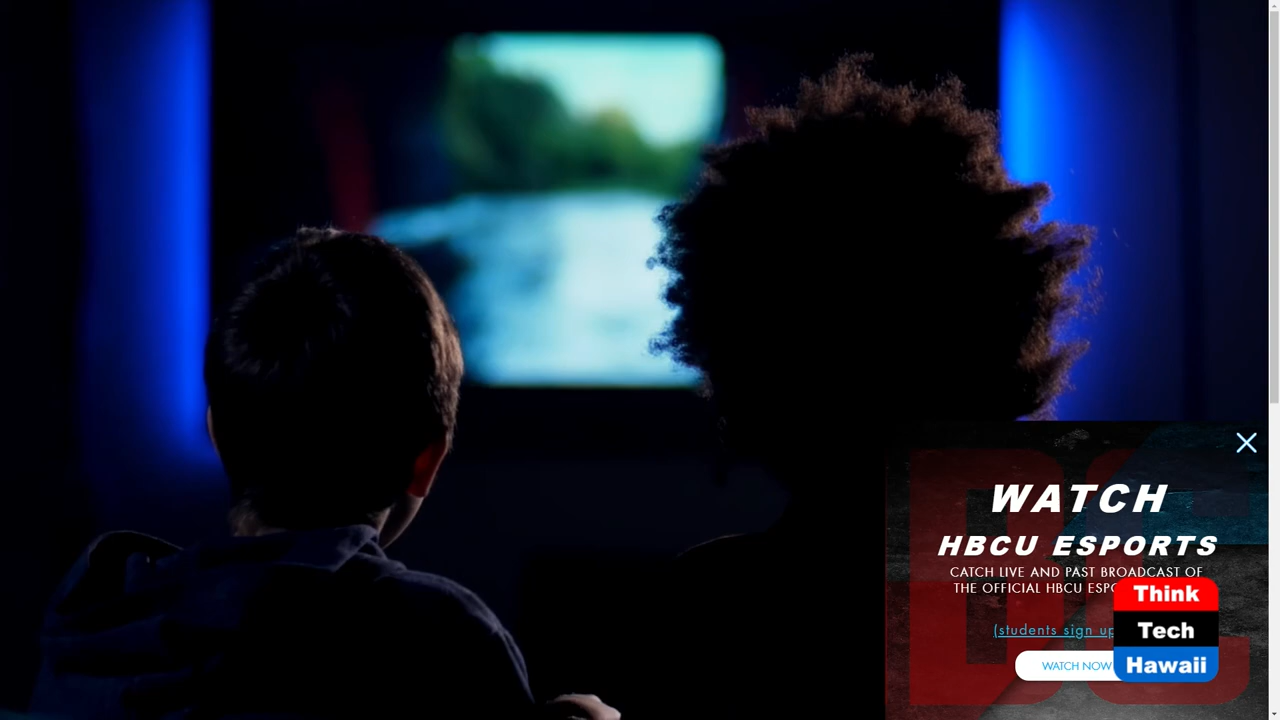 WATCH
HBCU ESPORTS
CATCH LIVE AND PAST BROADCAST OF
THE OFFICIAL HBCU
(students sign up
WATCH NOW
Think
Tech
Hawaii